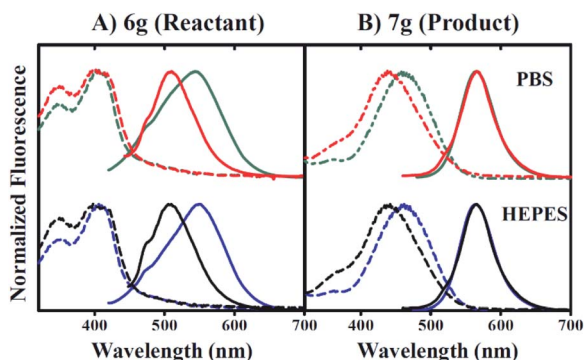 A) 6g (Reactant)
B) 7g (Product)
Normalized Fluorescence
PBS
HEPES
400 500 600 700
300 400 500 600 700
Wavelength (nm)
Wavelength (nm)